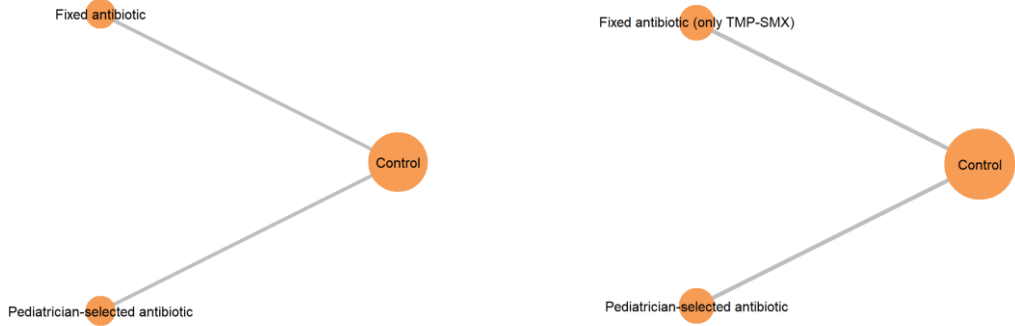 Fixed antibiotic
Control
Pediatrician-selected antibiotic
Fixed antibiotic (only TMP-SMX)
Control
Pediatrician-selected antibiotic